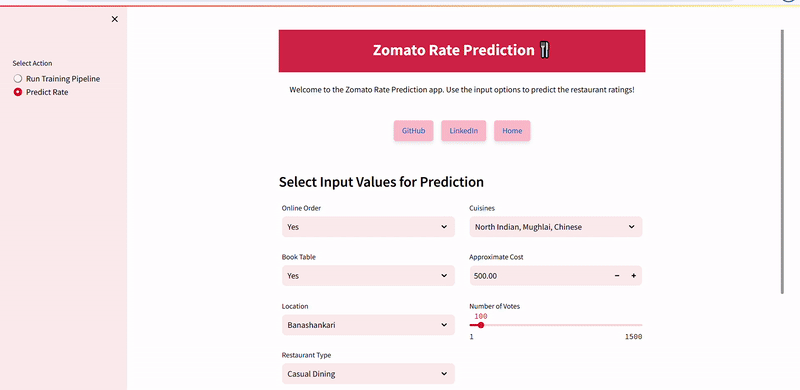 Select Action
Run Training Pipeline
Predict Rate
Zomato Rate Prediction
Welcome to the Zomato Rate Prediction app. Use the input options to predict the restaurant ratings!
GitHub LinkedIn Home
Select Input Values for Prediction
Online Order
Yes
Cuisines
North Indian, Mughlai, Chinese
Book Table
Yes
Approximate Cost
500.00
Location
Banashankari
Number of Votes
100
1 1500
Restaurant Type
Casual Dining